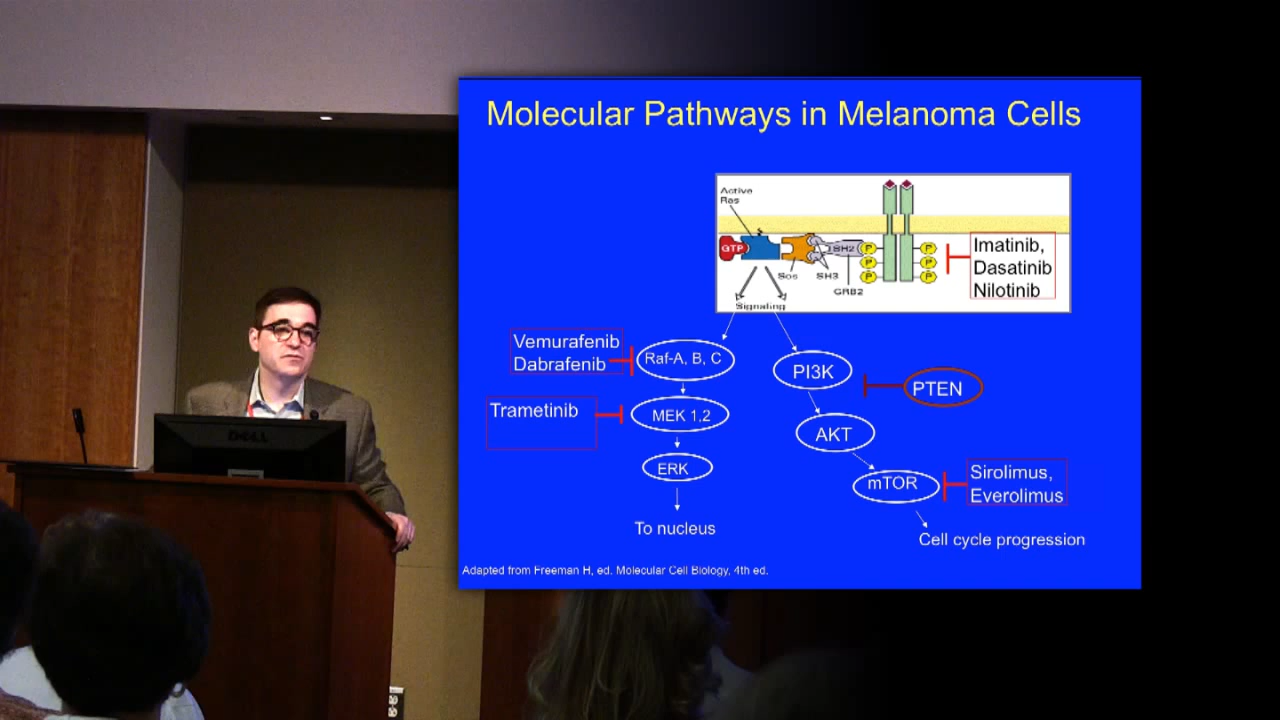 Molecular Pathways in Melanoma Cells
Active
Ras
GTP
Sos
SH3
SH2
GRB2
P
P
P
P
P
P
Signaling
Imatinib,
Dasatinib
Nilotinib
Vemurafenib
Dabrafenib
Raf-A, B, C
PI3K
PTEN
Trametinib
MEK 1,2
AKT
ERK
mTOR
Sirolimus,
Everolimus
To nucleus
Cell cycle progression
Adapted from Freeman H, ed. Molecular Cell Biology, 4th ed.
DELL